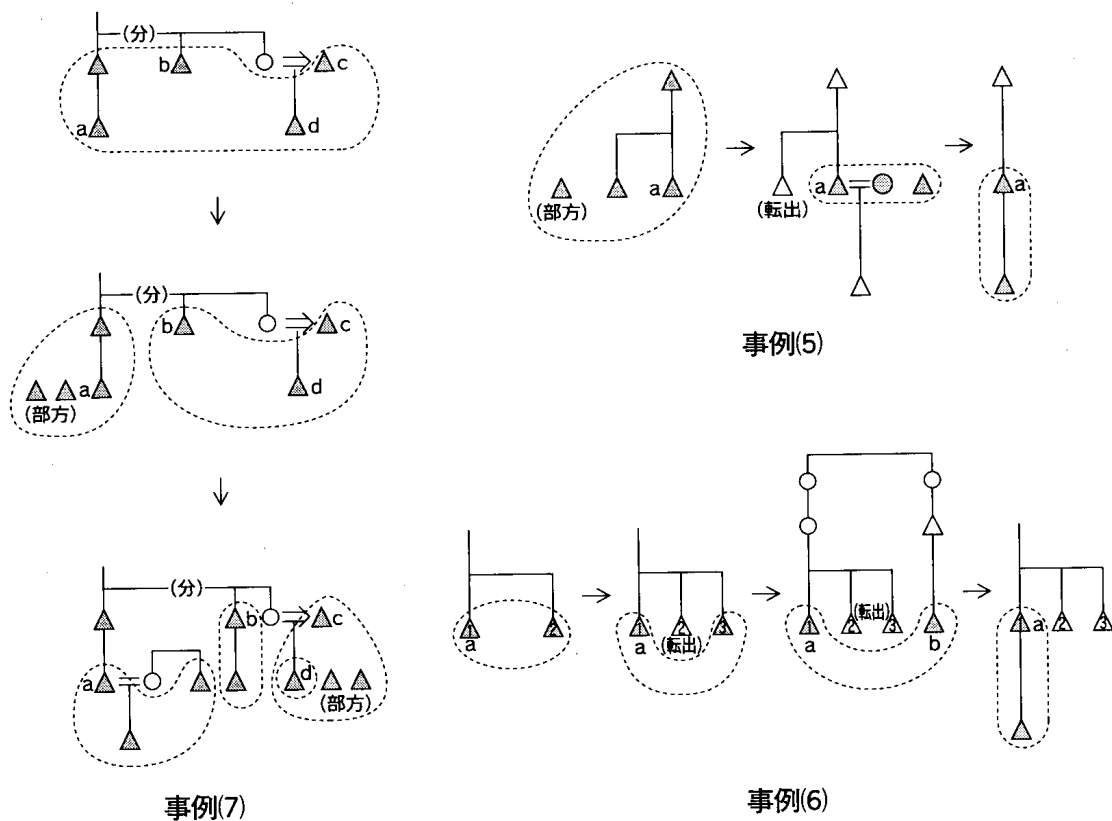 (分)
b
c
a
d
(分)
b
c
a
d
(部方)
(分)
b
c
a
d
(部方)
事例(7)
a
(部方)
a
(転出)
a
事例(5)
1 2
a
1 2 3
a (転出)
(転出)
1 2 3
a b
1 a 2 3
事例(6)